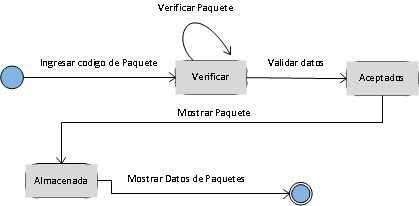 Verificar Paquete
Ingresar codigo de Paquete
Verificar
Validar datos
Aceptados
Mostrar Paquete
Almacenada
Mostrar Datos de Paquetes